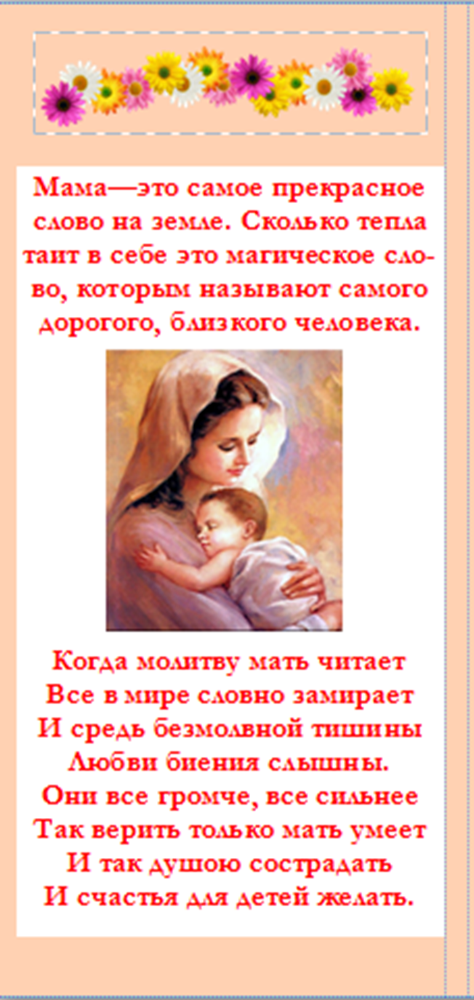 Мама—это самое прекрасное
слово на земле. Сколько тепла
таит в себе это магическое сло-
во, которым называют самого
дорогого, близкого человека.
Когда молитву мать читает
Все в мире словно замирает
И средь безмолвной тишины
Любви биения слышны.
Они все громче, все сильнее
Так верить только мать умеет
И так душою сострадать
И счастья для детей желать.